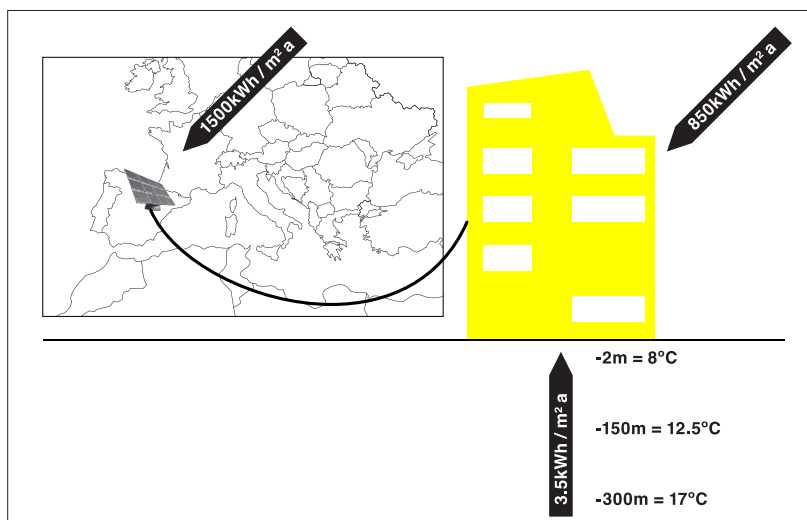 1500kWh / m² a
850kWh / m² a
-2m = 8°C
-150m = 12.5°C
-300m = 17°C
3.5kWh / m² a